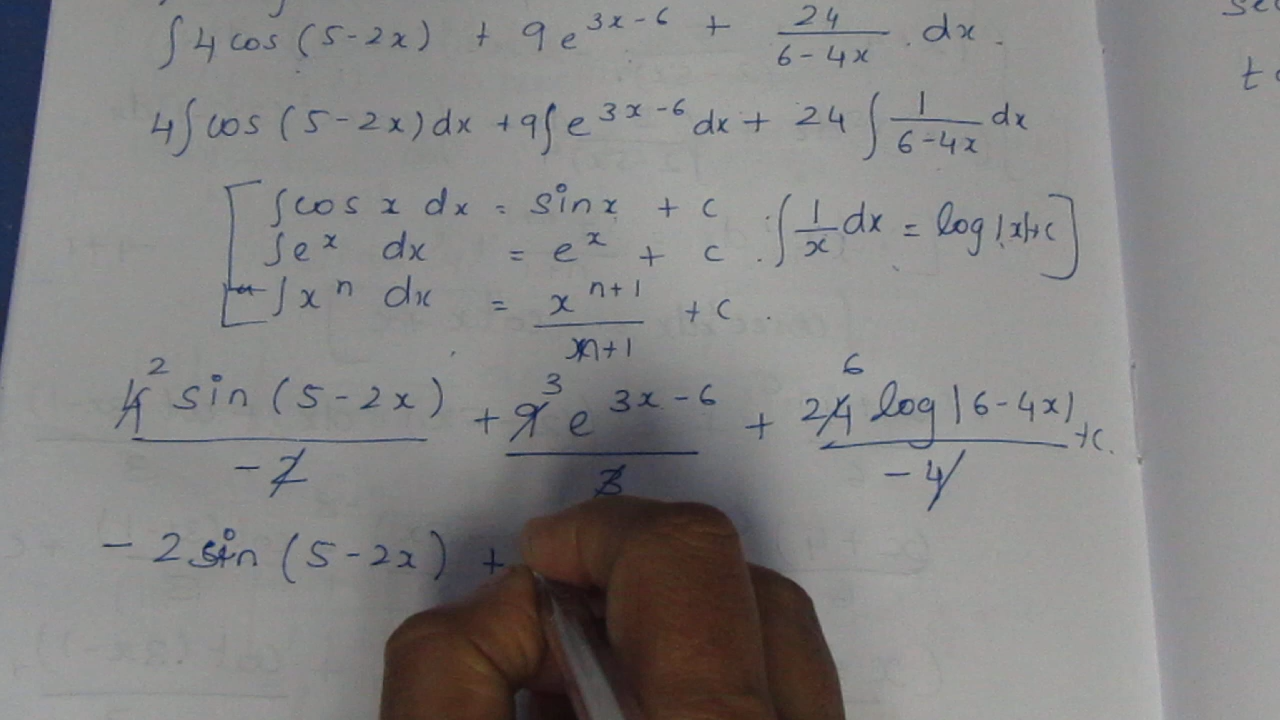 ∫ 4 cos (5-2x) + 9 e^{3x-6} + 24/(6-4x) . dx .
4∫ cos (5-2x) dx + 9∫ e^{3x-6} dx + 24 ∫ 1/(6-4x) dx
[ ∫ cos x dx = sin x + c . ∫ 1/x dx = log |x|+c ]
∫ e^x dx = e^x + c .
∫ x^n dx = x^{n+1}/(n+1) + c .
4 2 sin (5-2x)/(-2) + 9 3 e^{3x-6}/3 + 24 6 log |6-4x|/(-4) + c.
- 2 sin (5-2x) +